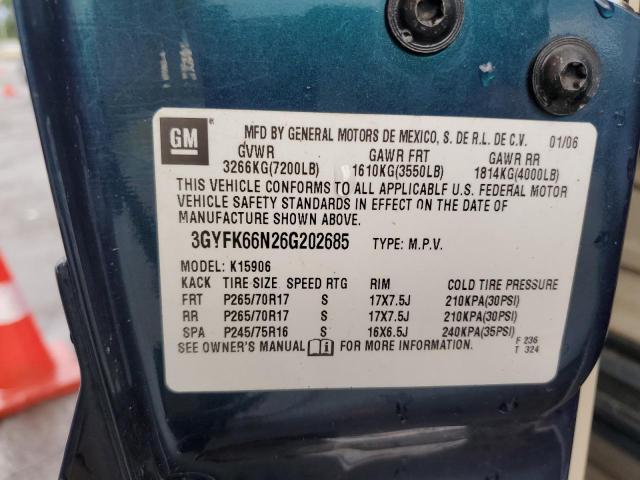 GM
MFD BY GENERAL MOTORS DE MEXICO, S. DE R.L. DE C.V. 01/06
GVWR GAWR FRT GAWR RR
3266KG(7200LB) 1610KG(3550LB) 1814KG(4000LB)
THIS VEHICLE CONFORMS TO ALL APPLICABLE U.S. FEDERAL MOTOR
VEHICLE SAFETY STANDARDS IN EFFECT ON THE DATE OF
MANUFACTURE SHOWN ABOVE.
3GYFK66N26G202685 TYPE: M.P.V.
MODEL: K15906
KACK TIRE SIZE SPEED RTG RIM COLD TIRE PRESSURE
FRT P265/70R17 S 17X7.5J 210KPA(30PSI)
RR P265/70R17 S 17X7.5J 210KPA(30PSI)
SPA P245/75R16 S 16X6.5J 240KPA(35PSI)
SEE OWNER'S MANUAL FOR MORE INFORMATION. F 236
T 324